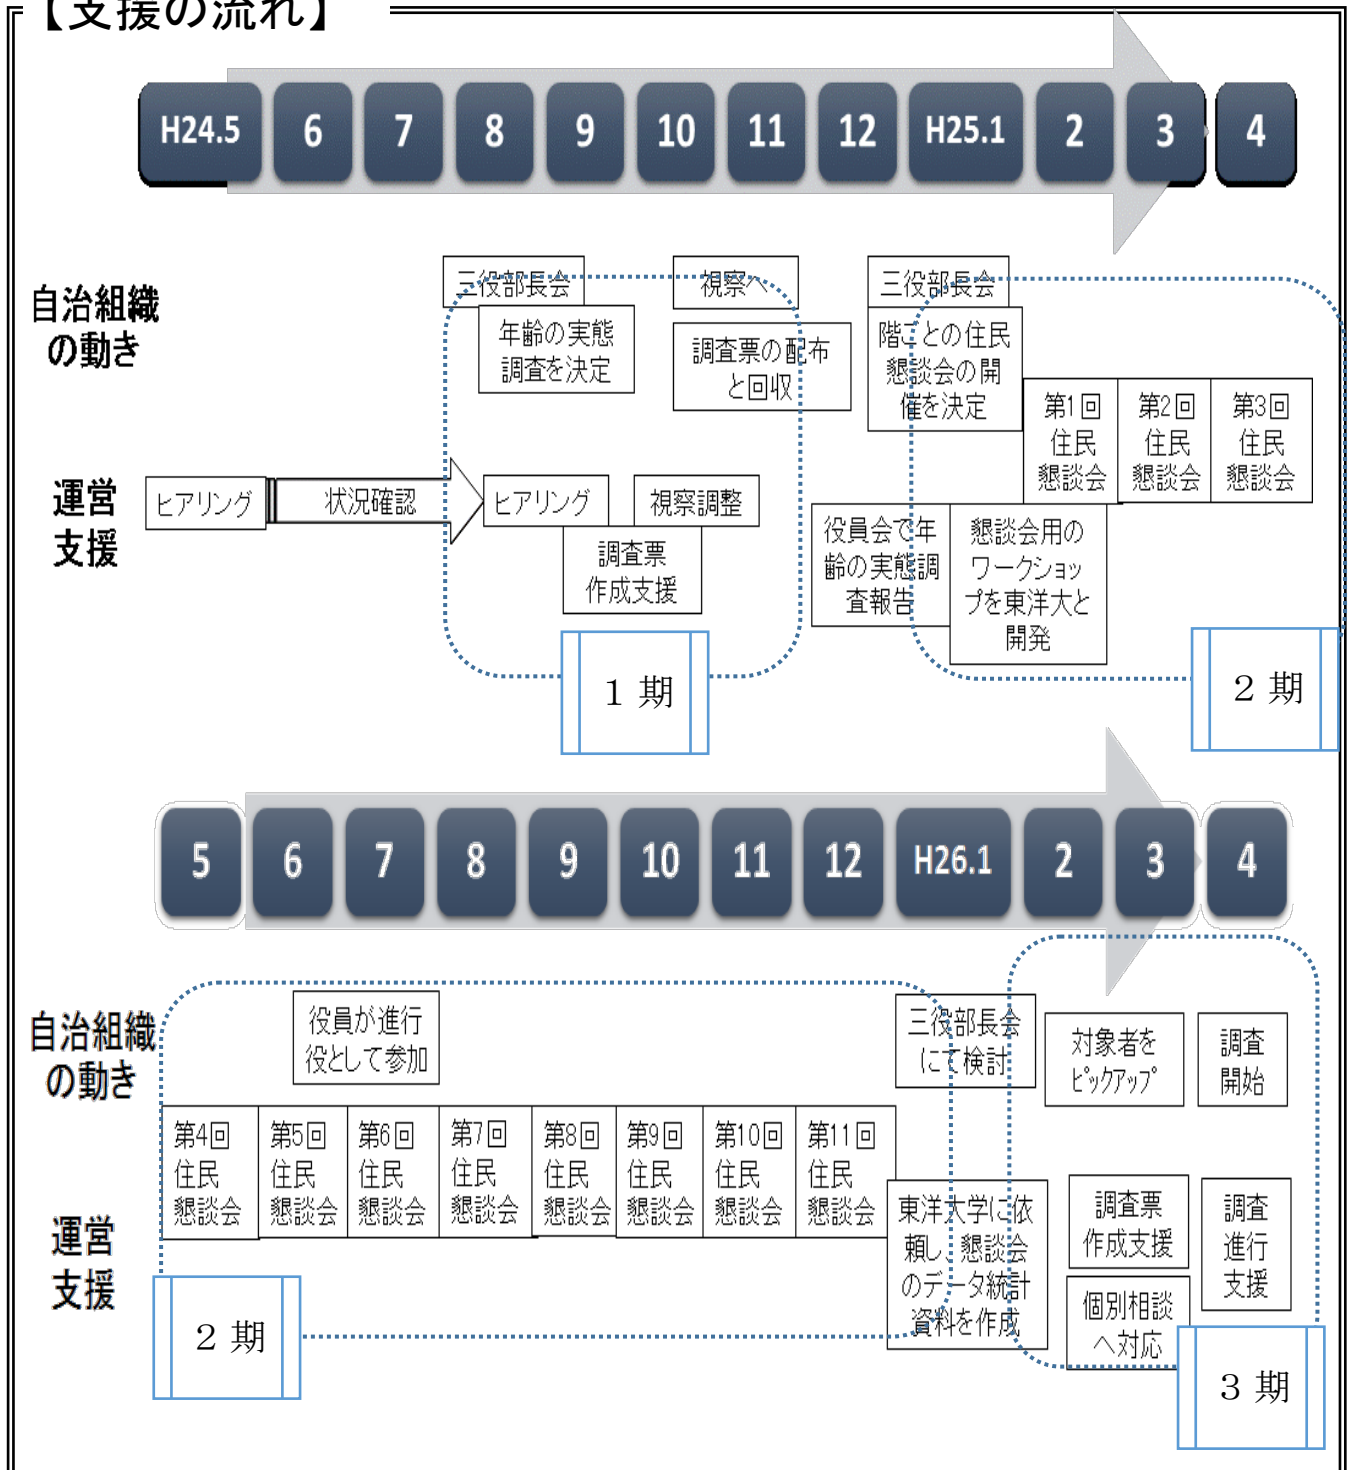 【支援の流れ】
H24.5 6 7 8 9 10 11 12 H25.1 2 3 4
自治組織
の動き
三役部長会
年齢の実態
調査を決定
視察へ
調査票の配布
と回収
三役部長会
階ごとの住民
懇談会の開
催を決定
第1回
住民
懇談会
第2回
住民
懇談会
第3回
住民
懇談会
運営
支援
ヒアリング
状況確認
ヒアリング
視察調整
調査票
作成支援
役員会で年
齢の実態調
査報告
懇談会用の
ワークショッ
プを東洋大と
開発
1 期
2 期
5 6 7 8 9 10 11 12 H26.1 2 3 4
自治組織
の動き
役員が進行
役として参加
三役部長会
にて検討
対象者を
ピックアップ
調査
開始
第4回
住民
懇談会
第5回
住民
懇談会
第6回
住民
懇談会
第7回
住民
懇談会
第8回
住民
懇談会
第9回
住民
懇談会
第10回
住民
懇談会
第11回
住民
懇談会
運営
支援
東洋大学に依
頼し、懇談会
のデータ統計
資料を作成
調査票
作成支援
個別相談
へ対応
調査
進行
支援
2 期
3 期